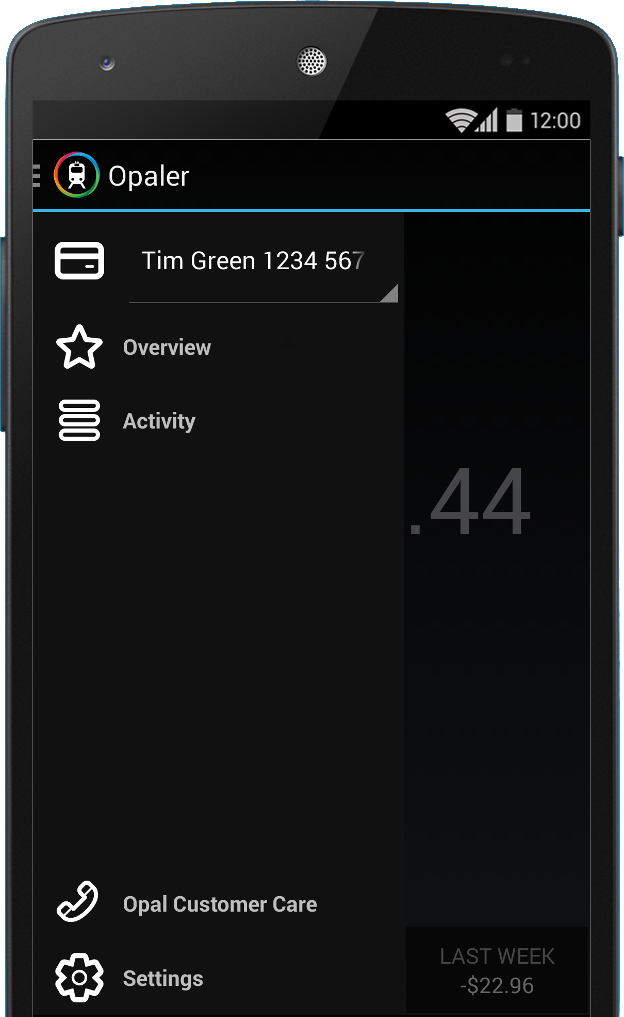 12:00
Opaler
Tim Green 1234 567
Overview
Activity
.44
Opal Customer Care
Settings
LAST WEEK
-$22.96